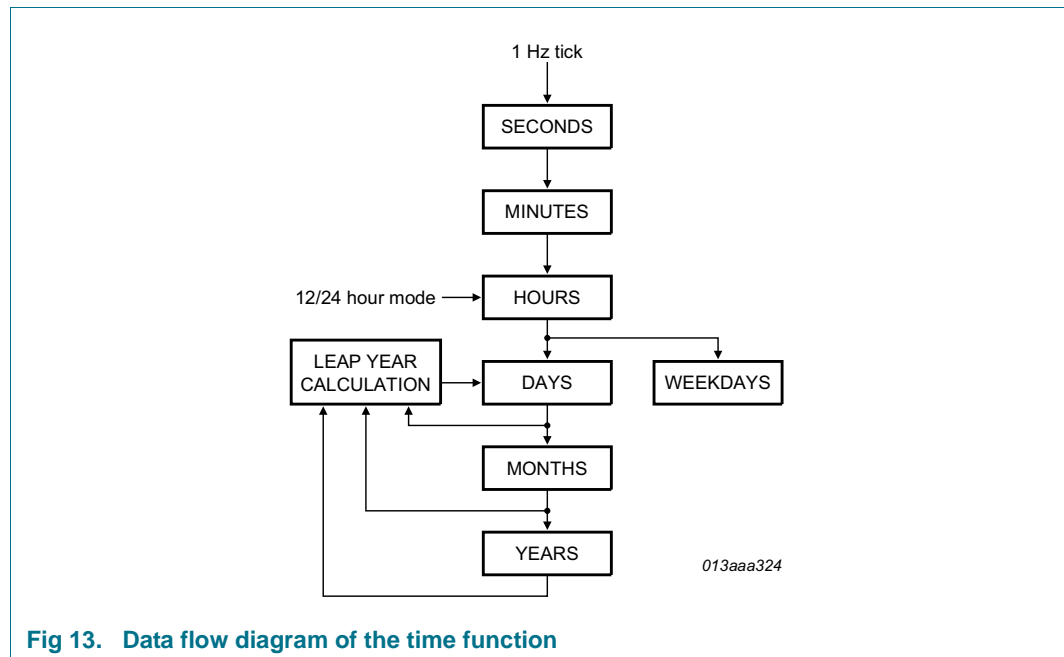 1 Hz tick
SECONDS
MINUTES
12/24 hour mode
HOURS
LEAP YEAR
CALCULATION
DAYS
WEEKDAYS
MONTHS
YEARS
013aaa324
Fig 13. Data flow diagram of the time function